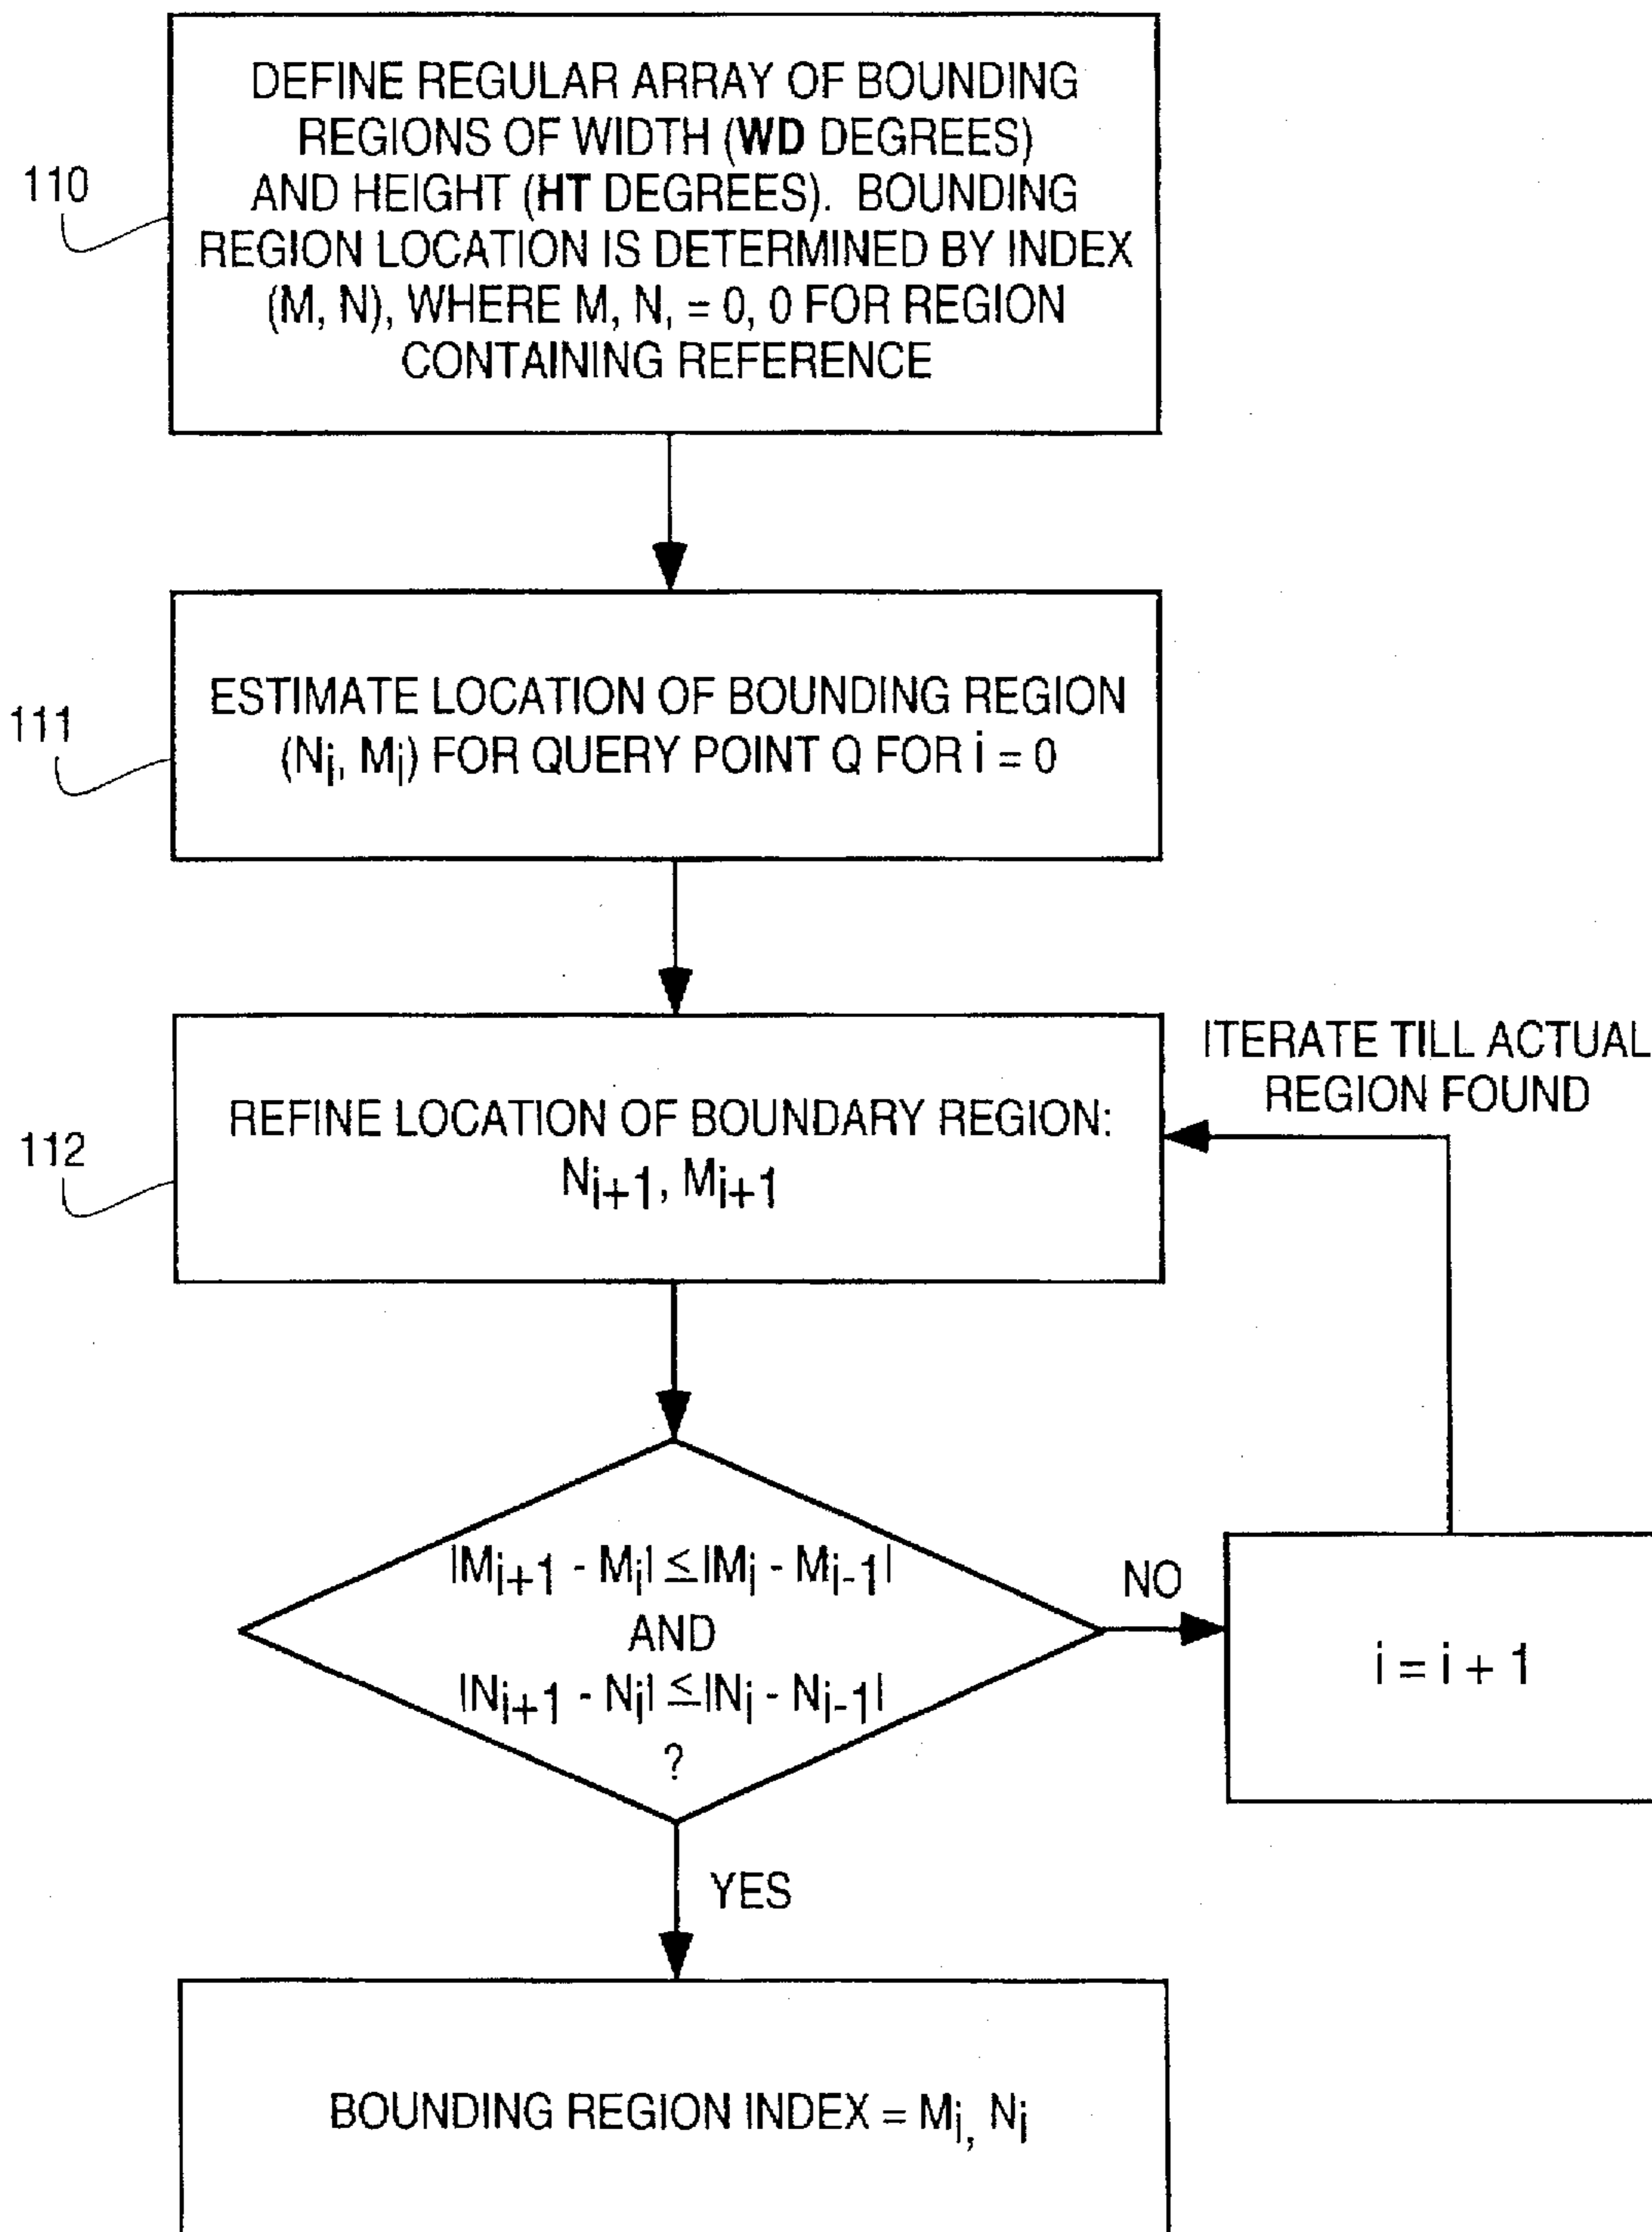 DEFINE REGULAR ARRAY OF BOUNDING
REGIONS OF WIDTH (WD DEGREES)
AND HEIGHT (HT DEGREES). BOUNDING
REGION LOCATION IS DETERMINED BY INDEX
(M, N), WHERE M, N, = 0, 0 FOR REGION
CONTAINING REFERENCE
110
ESTIMATE LOCATION OF BOUNDING REGION
(Ni, Mi) FOR QUERY POINT Q FOR i = 0
111
ITERATE TILL ACTUAL
REGION FOUND
REFINE LOCATION OF BOUNDARY REGION:
Ni+1, Mi+1
112
|Mi+1 - Mi| ≤ |Mi - Mi-1|
AND
|Ni+1 - Ni| ≤ |Ni - Ni-1|
?
NO
i = i + 1
YES
BOUNDING REGION INDEX = Mi, Ni